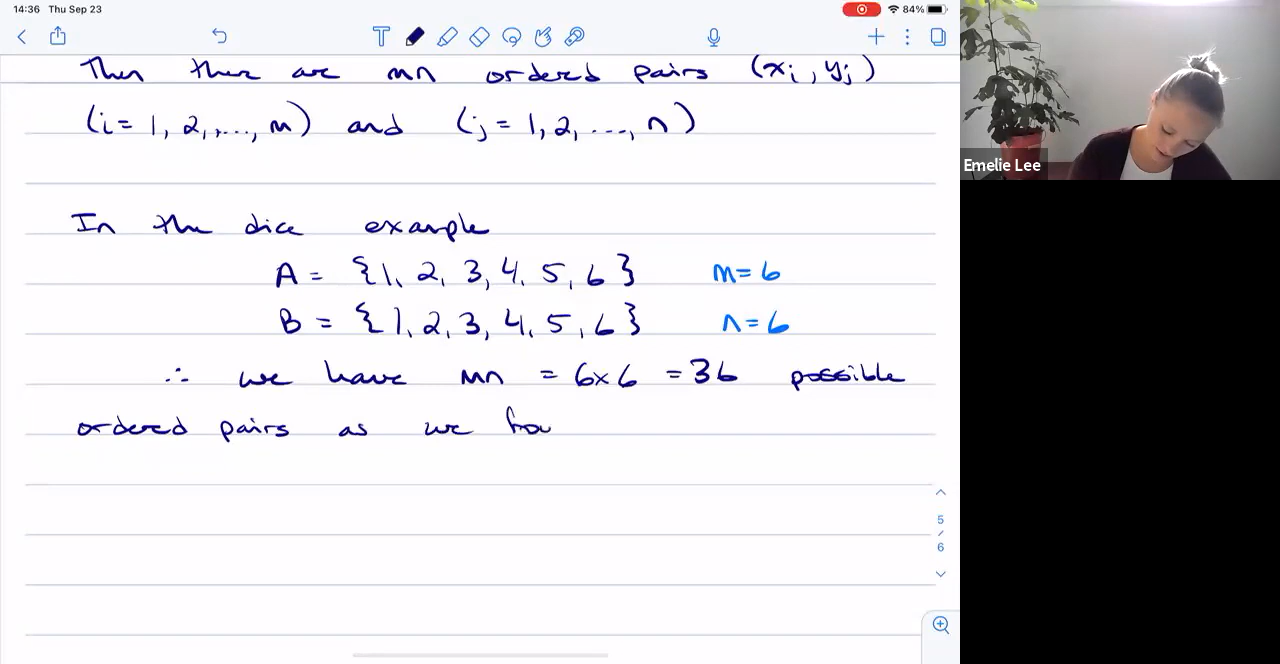 14:36 Thu Sep 23
84%
Then there are mn ordered pairs (xi, yj)
(i = 1, 2, ..., m) and (j = 1, 2, ..., n)
In the dice example
A = {1, 2, 3, 4, 5, 6} m = 6
B = {1, 2, 3, 4, 5, 6} n = 6
∴ we have mn = 6x6 = 36 possible
ordered pairs as we fou
5
/
6
Emelie Lee